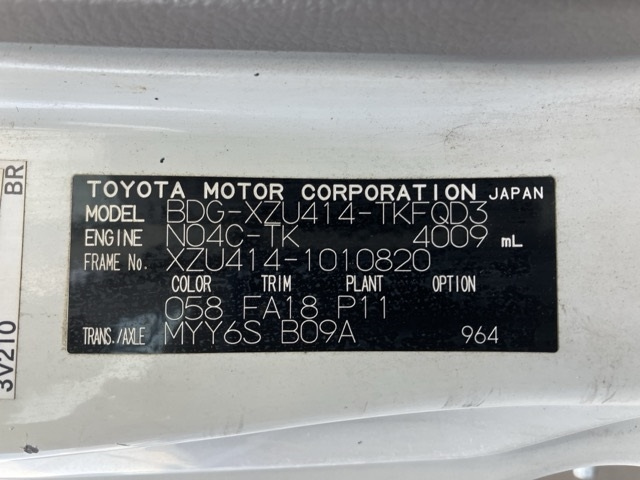 TOYOTA MOTOR CORPORATION JAPAN
MODEL BDG-XZU414-TKFQD3
ENGINE N04C-TK 4009 mL
FRAME No. XZU414-1010820
COLOR TRIM PLANT OPTION
058 FA18 P11
TRANS./AXLE MYY6S B09A 964
3V210 BR